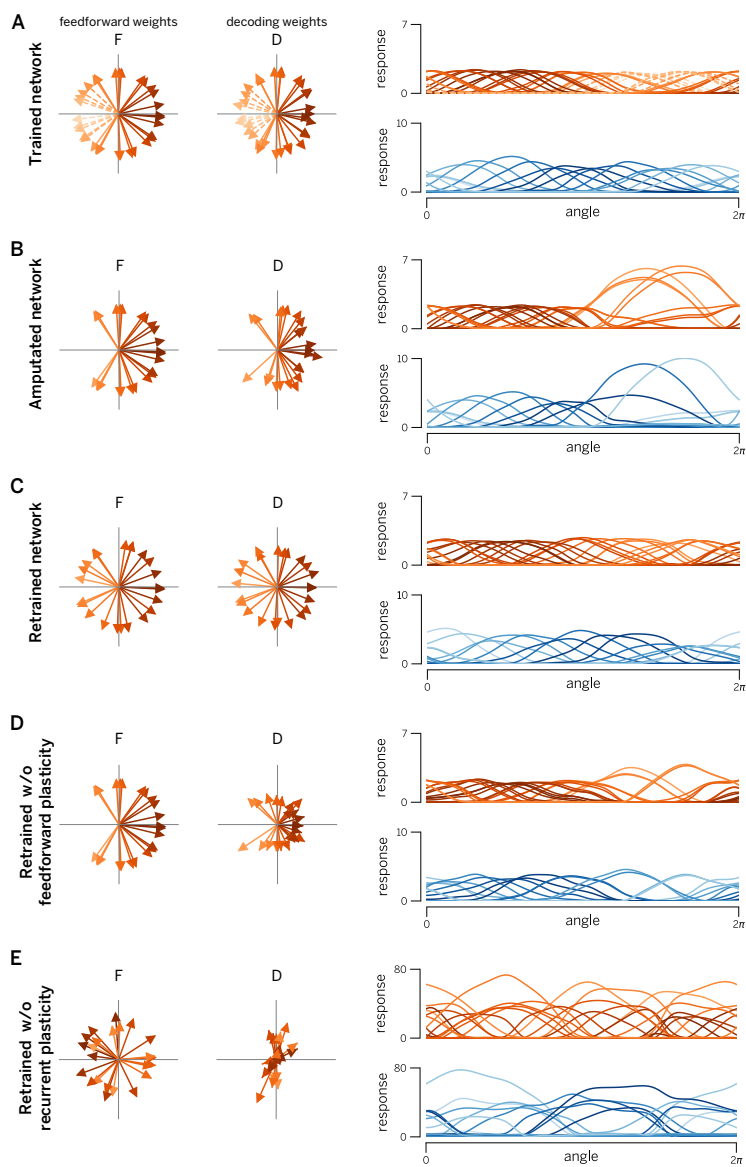 A
feedforward weights
decoding weights
F
D
Trained network
7
response
0
10
response
0
0
angle
2π
B
F
D
Amputated network
7
response
0
10
response
0
0
angle
2π
C
F
D
Retrained network
7
response
0
10
response
0
0
angle
2π
D
F
D
Retrained w/o
feedforward plasticity
7
response
0
10
response
0
0
angle
2π
E
F
D
Retrained w/o
recurrent plasticity
80
response
0
80
response
0
0
angle
2π